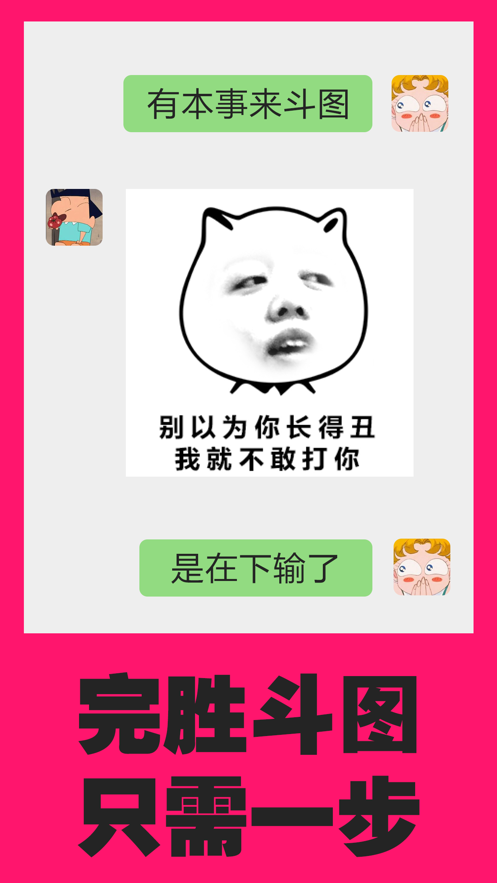 有本事来斗图
别以为你长得丑
我就不敢打你
是在下输了
完胜斗图
只需一步